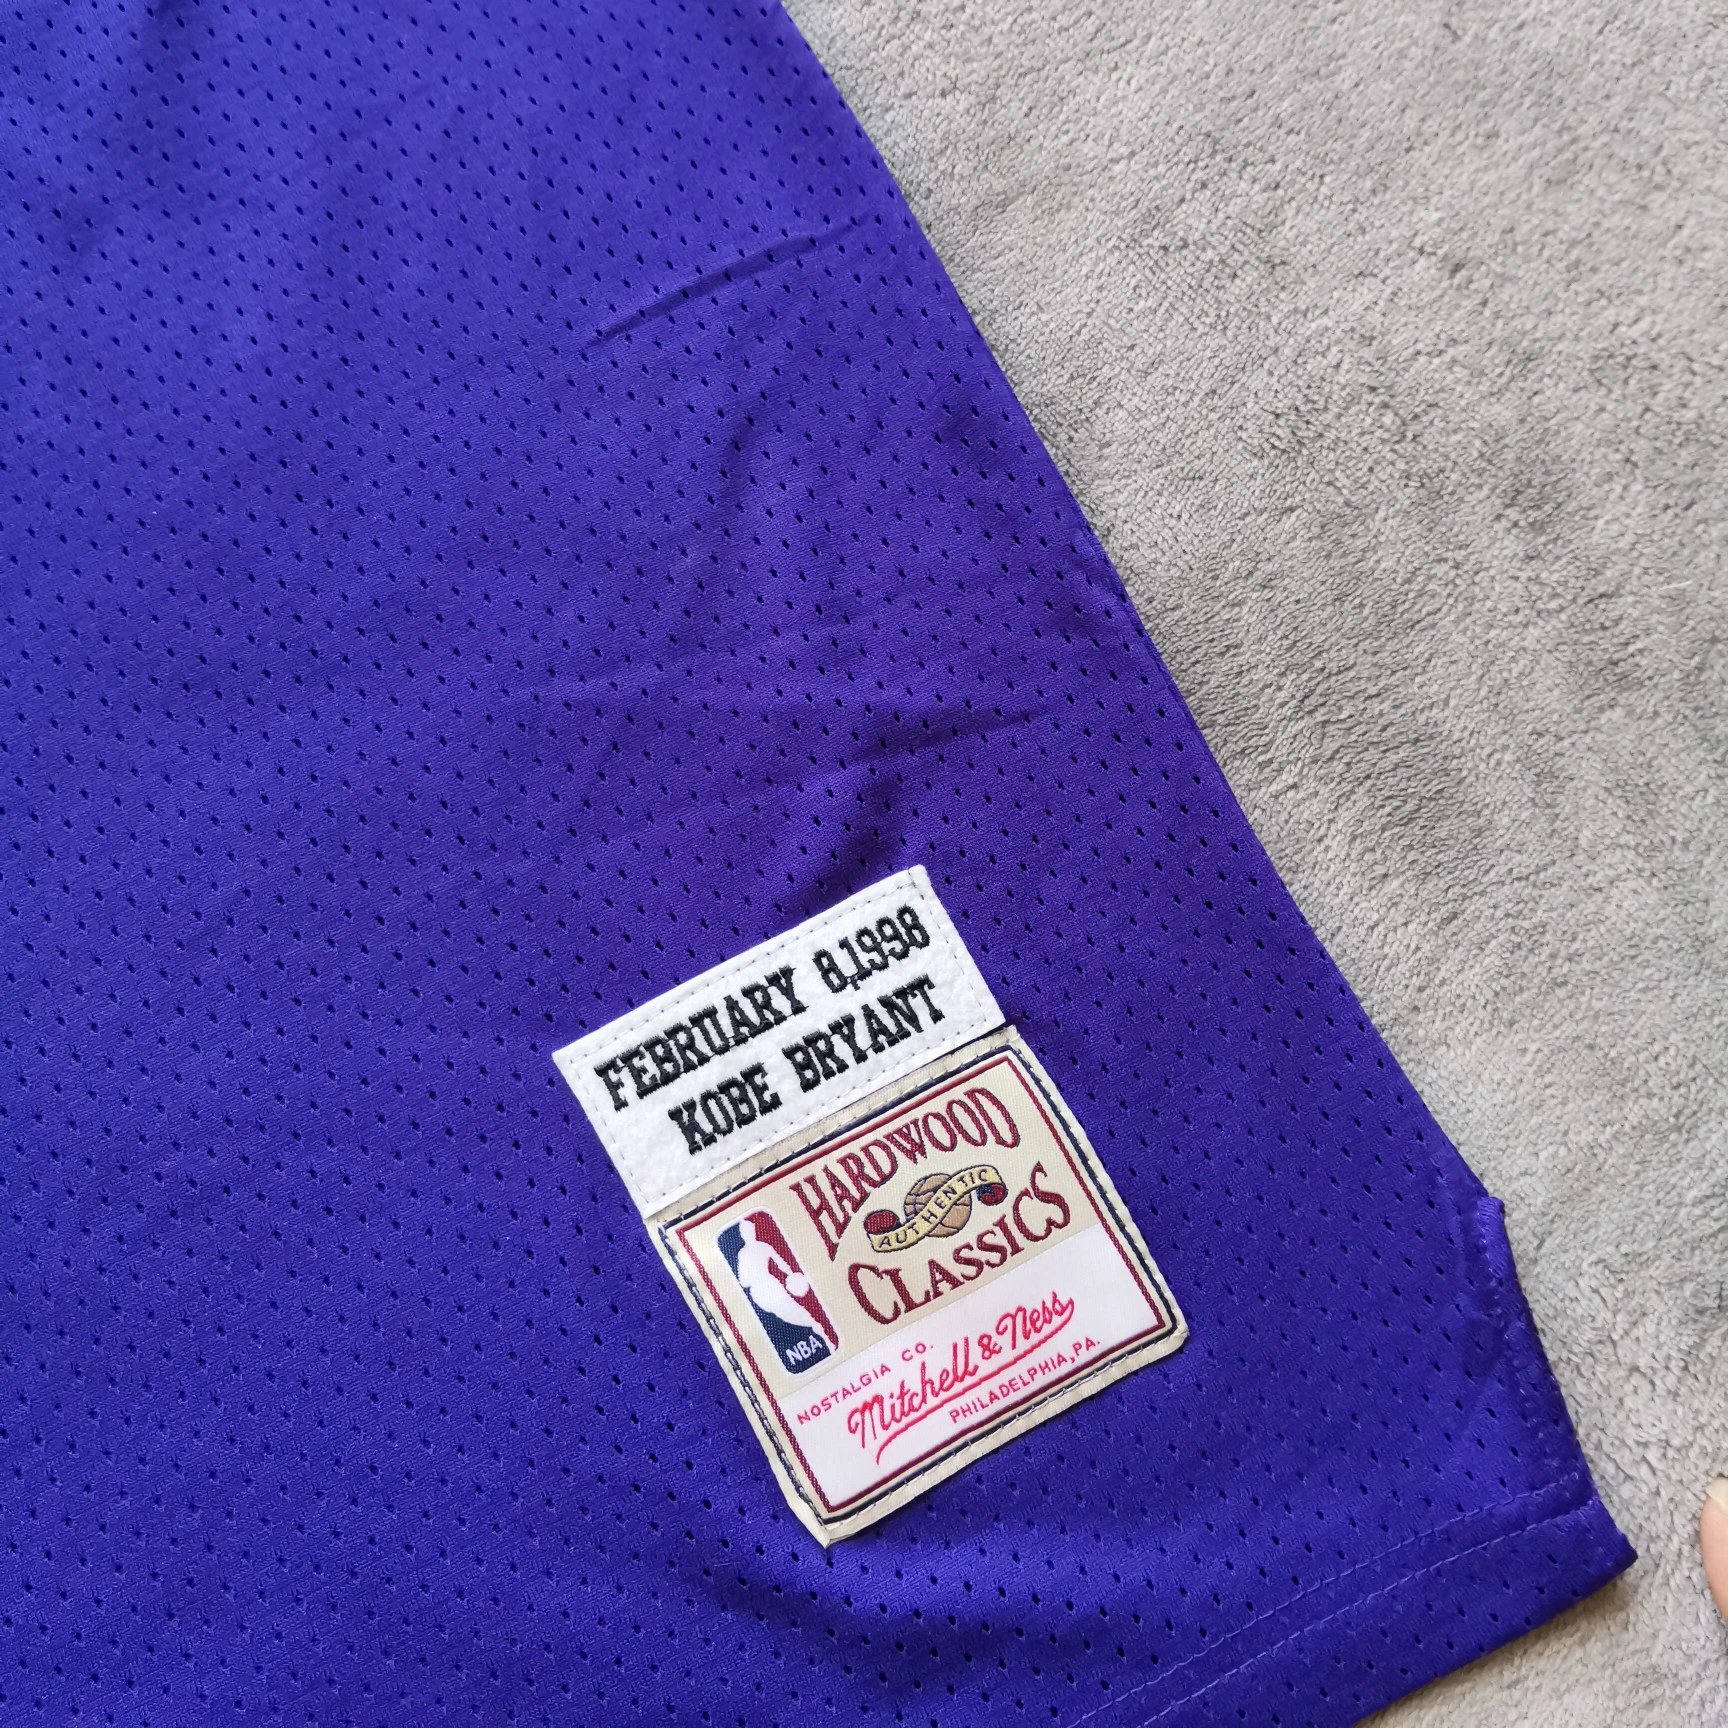 FEBRUARY 8,1998
KOBE BRYANT
HARDWOOD
AUTHENTIC
CLASSICS
NBA
NOSTALGIA CO.
Mitchell & Ness
PHILADELPHIA, PA.